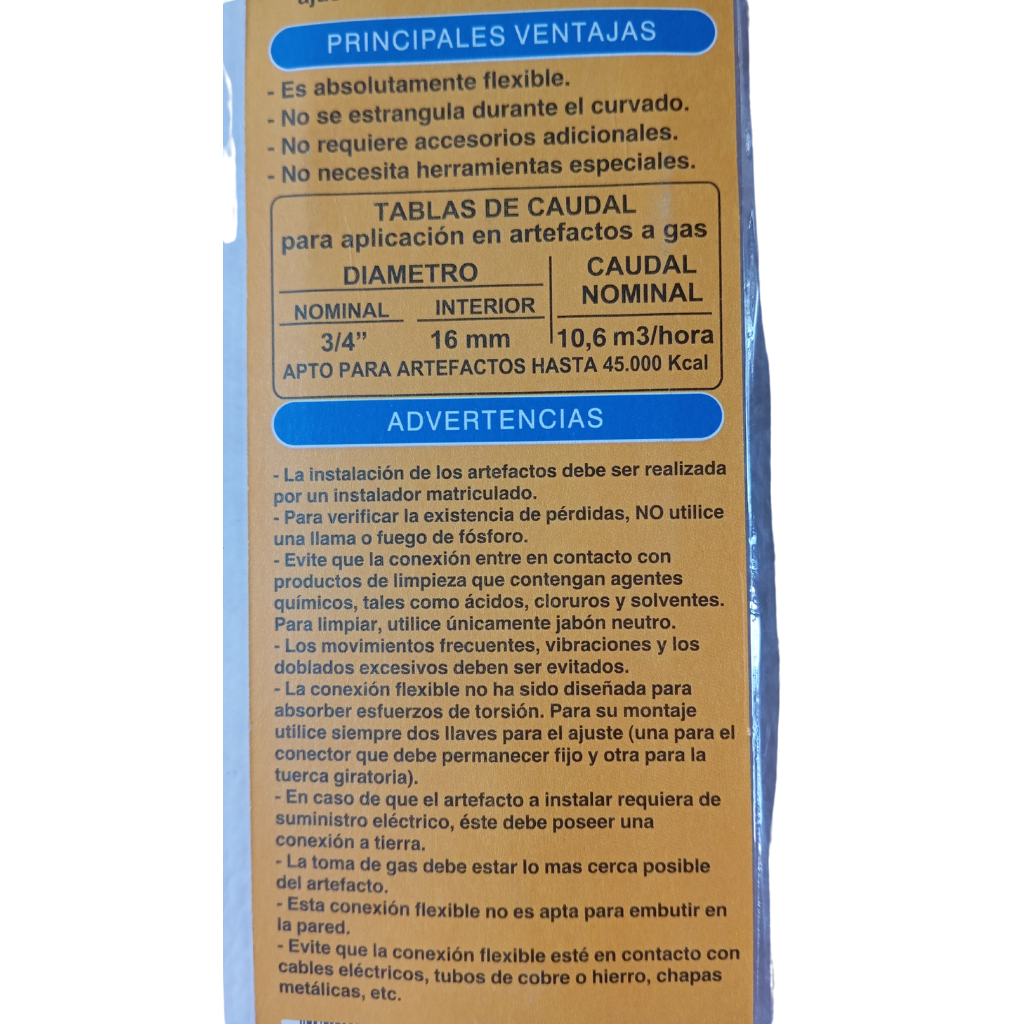 PRINCIPALES VENTAJAS
- Es absolutamente flexible.
- No se estrangula durante el curvado.
- No requiere accesorios adicionales.
- No necesita herramientas especiales.
TABLAS DE CAUDAL
para aplicación en artefactos a gas
DIAMETRO
CAUDAL
NOMINAL
NOMINAL INTERIOR
3/4” 16 mm 10,6 m3/hora
APTO PARA ARTEFACTOS HASTA 45.000 Kcal
ADVERTENCIAS
- La instalación de los artefactos debe ser realizada
por un instalador matriculado.
- Para verificar la existencia de pérdidas, NO utilice
una llama o fuego de fósforo.
- Evite que la conexión entre en contacto con
productos de limpieza que contengan agentes
químicos, tales como ácidos, cloruros y solventes.
Para limpiar, utilice únicamente jabón neutro.
- Los movimientos frecuentes, vibraciones y los
doblados excesivos deben ser evitados.
- La conexión flexible no ha sido diseñada para
absorber esfuerzos de torsión. Para su montaje
utilice siempre dos llaves para el ajuste (una para el
conector que debe permanecer fijo y otra para la
tuerca giratoria).
- En caso de que el artefacto a instalar requiera de
suministro eléctrico, éste debe poseer una
conexión a tierra.
- La toma de gas debe estar lo mas cerca posible
del artefacto.
- Esta conexión flexible no es apta para embutir en
la pared.
- Evite que la conexión flexible esté en contacto con
cables eléctricos, tubos de cobre o hierro, chapas
metálicas, etc.